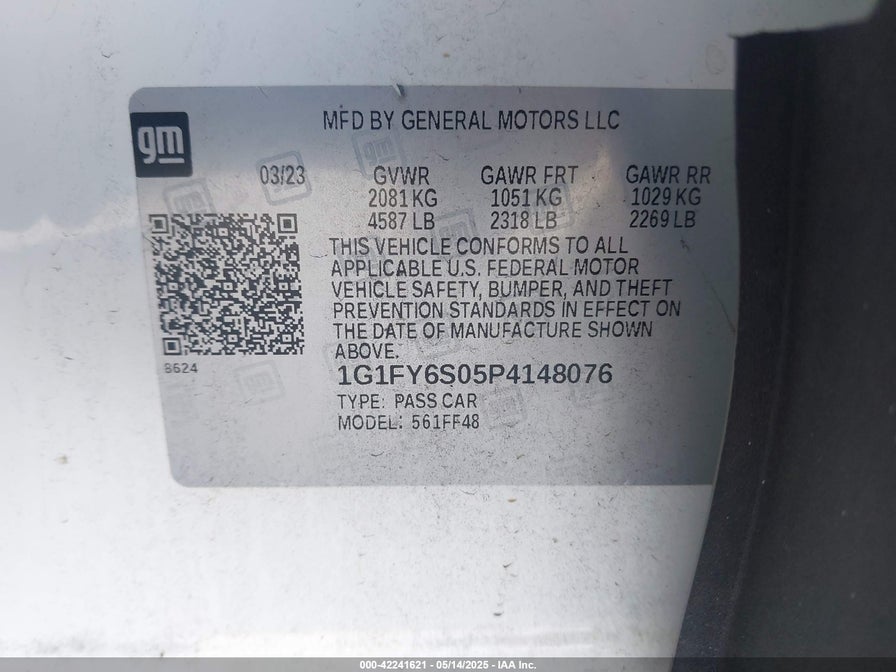 MFD BY GENERAL MOTORS LLC
gm
03/23 GVWR GAWR FRT GAWR RR
2081 KG 1051 KG 1029 KG
4587 LB 2318 LB 2269 LB
THIS VEHICLE CONFORMS TO ALL
APPLICABLE U.S. FEDERAL MOTOR
VEHICLE SAFETY, BUMPER, AND THEFT
PREVENTION STANDARDS IN EFFECT ON
THE DATE OF MANUFACTURE SHOWN
ABOVE.
8624
1G1FY6S05P4148076
TYPE: PASS CAR
MODEL: 561FF48
000-42241621 - 05/14/2025 - IAA Inc.